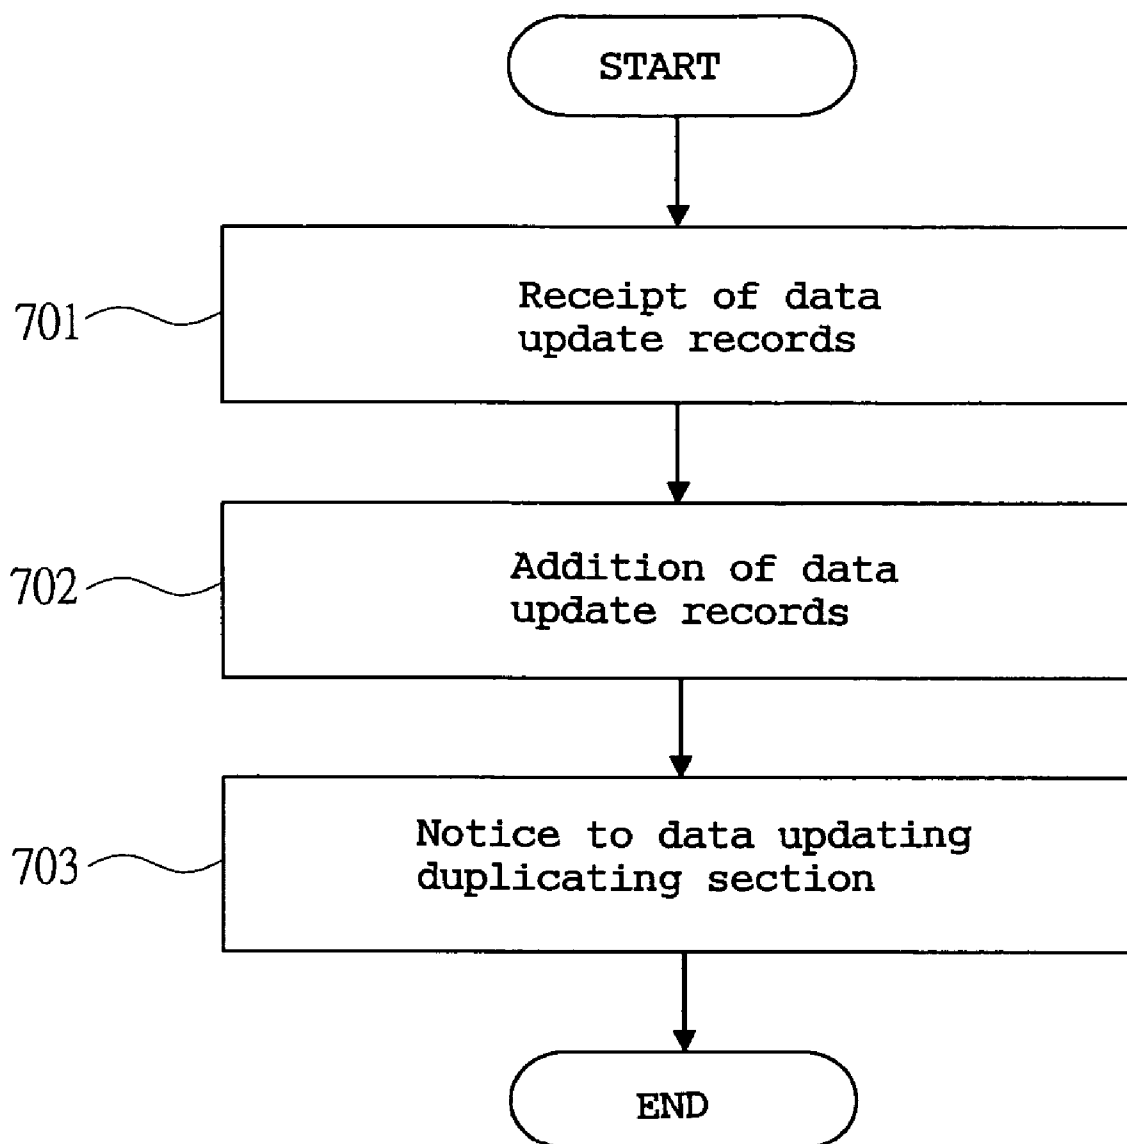 START
701
Receipt of data
update records
702
Addition of data
update records
703
Notice to data updating
duplicating section
END